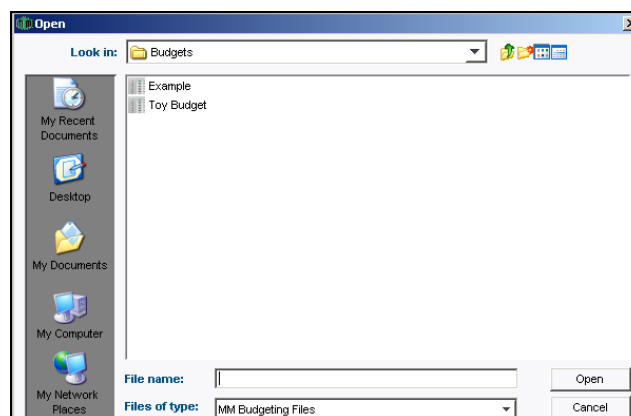 Open
Look in: Budgets
Example
Toy Budget
My Recent
Documents
Desktop
My Documents
My Computer
My Network
Places
File name:
Open
Files of type: MM Budgeting Files
Cancel